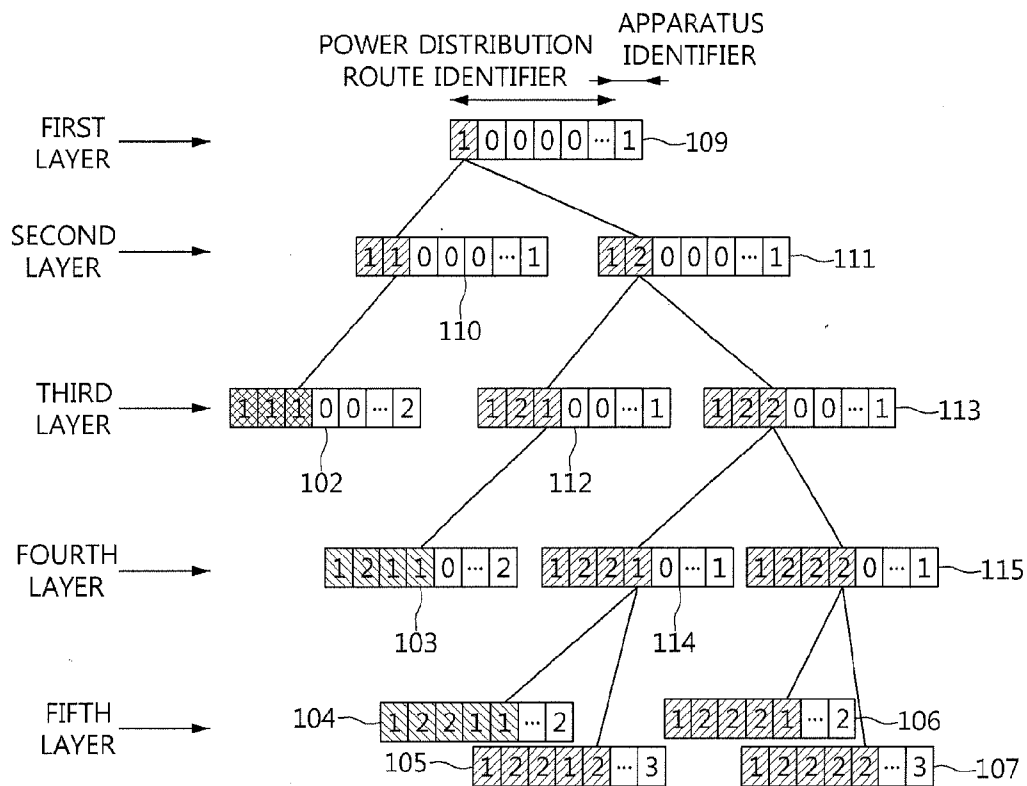 APPARATUS
IDENTIFIER
POWER DISTRIBUTION
ROUTE IDENTIFIER
FIRST
LAYER
1 0 0 0 0 ... 1
109
SECOND
LAYER
1 1 0 0 0 ... 1
110
1 2 0 0 0 ... 1
111
THIRD
LAYER
1 1 1 0 0 ... 2
102
1 2 1 0 0 ... 1
112
1 2 2 0 0 ... 1
113
FOURTH
LAYER
1 2 1 1 0 ... 2
103
1 2 2 1 0 ... 1
114
1 2 2 2 0 ... 1
115
FIFTH
LAYER
104
1 2 2 1 1 ... 2
105
1 2 2 1 2 ... 3
1 2 2 2 1 ... 2
106
1 2 2 2 2 ... 3
107